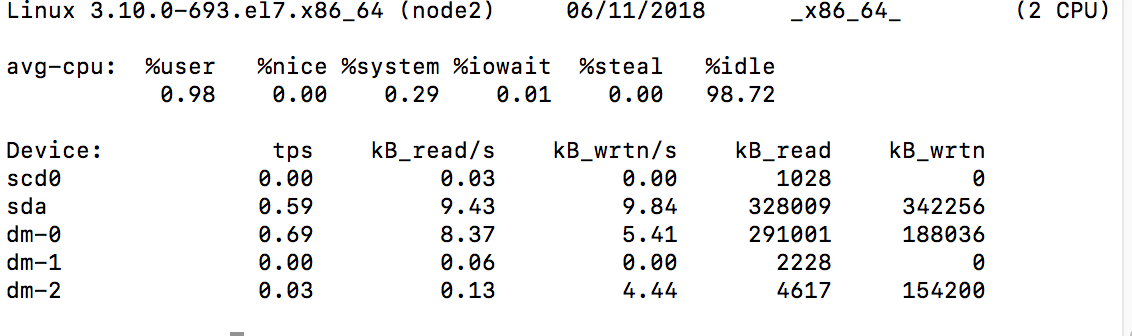 Linux 3.10.0-693.el7.x86_64 (node2) 06/11/2018 _x86_64_ (2 CPU)
avg-cpu: %user %nice %system %iowait %steal %idle
0.98 0.00 0.29 0.01 0.00 98.72
Device: tps kB_read/s kB_wrtn/s kB_read kB_wrtn
scd0 0.00 0.03 0.00 1028 0
sda 0.59 9.43 9.84 328009 342256
dm-0 0.69 8.37 5.41 291001 188036
dm-1 0.00 0.06 0.00 2228 0
dm-2 0.03 0.13 4.44 4617 154200